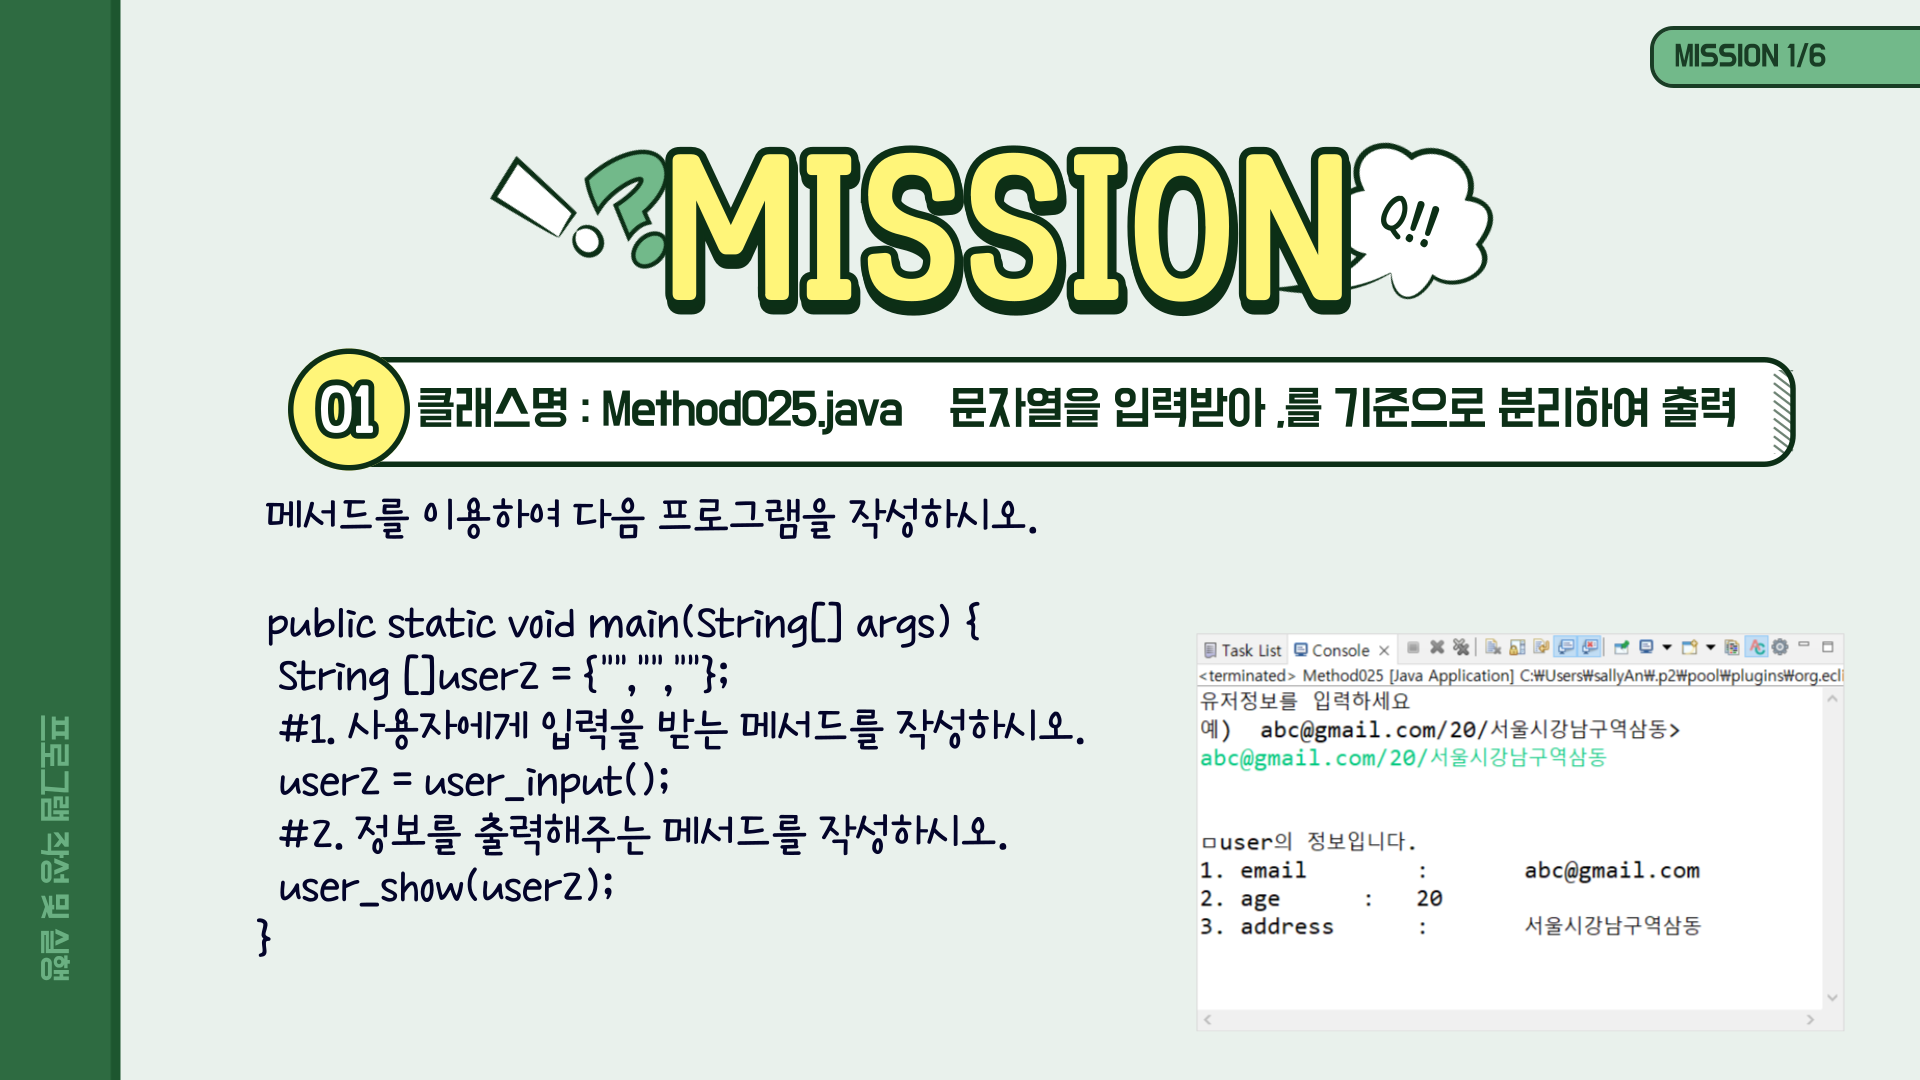 MISSION 1/6
MISSION
Q!!
01 클래스명 : Method025.java 문자열을 입력받아 ,를 기준으로 분리하여 출력
메서드를 이용하여 다음 프로그램을 작성하시오.
public static void main(String[] args) {
String []user2 = {"","",""};
#1. 사용자에게 입력을 받는 메서드를 작성하시오.
user2 = user_input();
#2. 정보를 출력해주는 메서드를 작성하시오.
user_show(user2);
}
Task List Console
<terminated> Method025 [Java Application] C:₩Users₩sallyAn₩.p2₩pool₩plugins₩org.ecli
유저정보를 입력하세요
예) abc@gmail.com/20/서울시강남구역삼동>
abc@gmail.com/20/서울시강남구역삼동
ㅁuser의 정보입니다.
1. email : abc@gmail.com
2. age : 20
3. address : 서울시강남구역삼동
프로그램 작성 및 실행